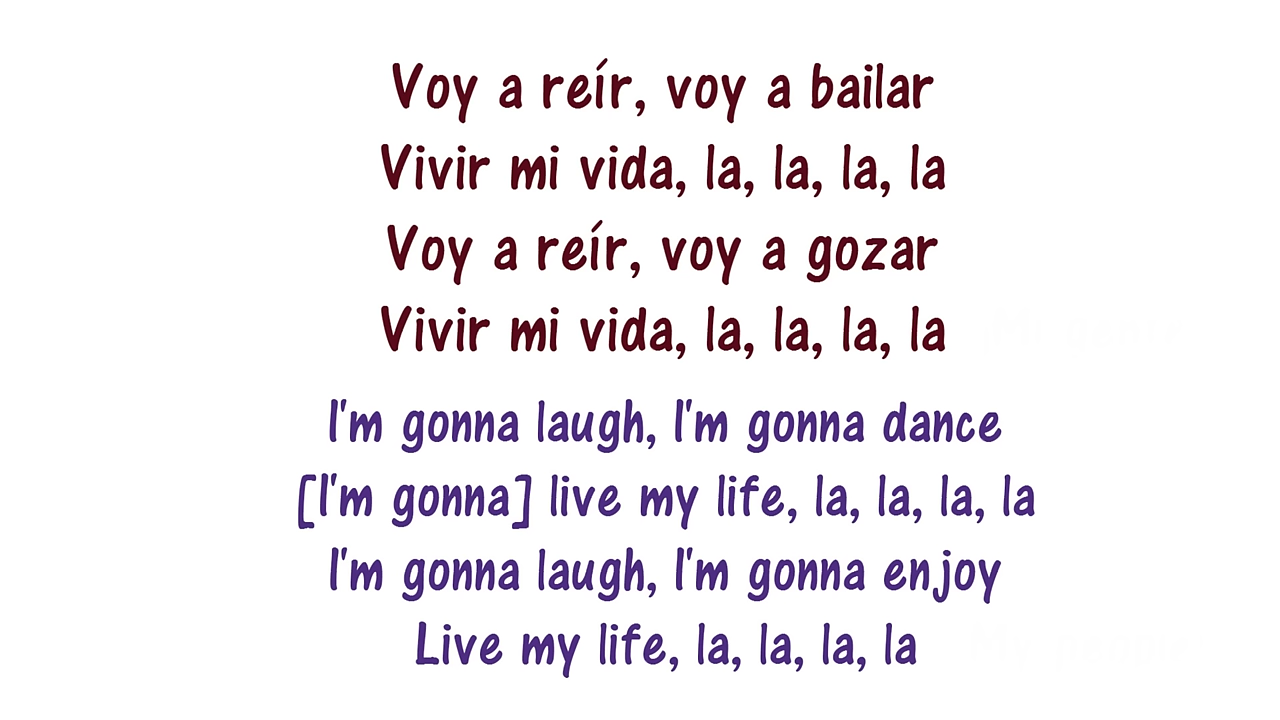 Voy a reír, voy a bailar
Vivir mi vida, la, la, la, la
Voy a reír, voy a gozar
Vivir mi vida, la, la, la, la
I'm gonna laugh, I'm gonna dance
[I'm gonna] live my life, la, la, la, la
I'm gonna laugh, I'm gonna enjoy
Live my life, la, la, la, la